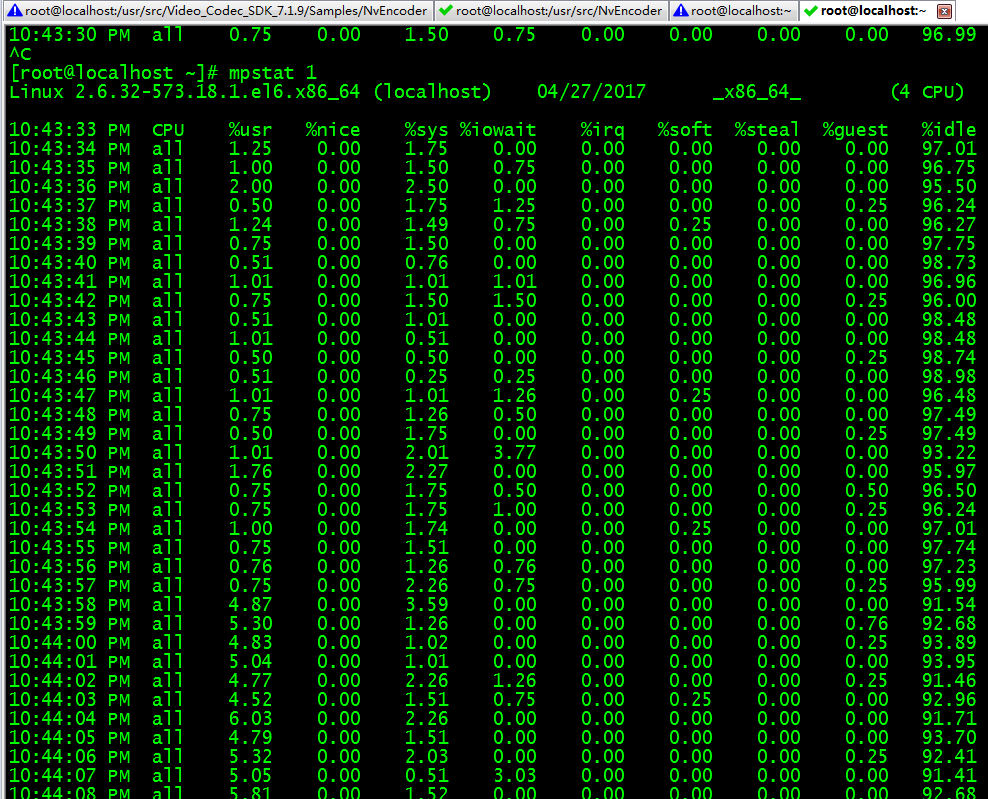 root@localhost:/usr/src/Video_Codec_SDK_7.1.9/Samples/NvEncoder root@localhost:/usr/src/NvEncoder root@localhost:~ root@localhost:~
10:43:30 PM all 0.75 0.00 1.50 0.75 0.00 0.00 0.00 0.00 96.99
^C
[root@localhost ~]# mpstat 1
Linux 2.6.32-573.18.1.el6.x86_64 (localhost) 04/27/2017 _x86_64_ (4 CPU)
10:43:33 PM CPU %usr %nice %sys %iowait %irq %soft %steal %guest %idle
10:43:34 PM all 1.25 0.00 1.75 0.00 0.00 0.00 0.00 0.00 97.01
10:43:35 PM all 1.00 0.00 1.50 0.75 0.00 0.00 0.00 0.00 96.75
10:43:36 PM all 2.00 0.00 2.50 0.00 0.00 0.00 0.00 0.00 95.50
10:43:37 PM all 0.50 0.00 1.75 1.25 0.00 0.00 0.00 0.25 96.24
10:43:38 PM all 1.24 0.00 1.49 0.75 0.00 0.25 0.00 0.00 96.27
10:43:39 PM all 0.75 0.00 1.50 0.00 0.00 0.00 0.00 0.00 97.75
10:43:40 PM all 0.51 0.00 0.76 0.00 0.00 0.00 0.00 0.00 98.73
10:43:41 PM all 1.01 0.00 1.01 1.01 0.00 0.00 0.00 0.00 96.96
10:43:42 PM all 0.75 0.00 1.50 1.50 0.00 0.00 0.00 0.25 96.00
10:43:43 PM all 0.51 0.00 1.01 0.00 0.00 0.00 0.00 0.00 98.48
10:43:44 PM all 1.01 0.00 0.51 0.00 0.00 0.00 0.00 0.00 98.48
10:43:45 PM all 0.50 0.00 0.50 0.00 0.00 0.00 0.00 0.25 98.74
10:43:46 PM all 0.51 0.00 0.25 0.25 0.00 0.00 0.00 0.00 98.98
10:43:47 PM all 1.01 0.00 1.01 1.26 0.00 0.25 0.00 0.00 96.48
10:43:48 PM all 0.75 0.00 1.26 0.50 0.00 0.00 0.00 0.00 97.49
10:43:49 PM all 0.50 0.00 1.75 0.00 0.00 0.00 0.00 0.25 97.49
10:43:50 PM all 1.01 0.00 2.01 3.77 0.00 0.00 0.00 0.00 93.22
10:43:51 PM all 1.76 0.00 2.27 0.00 0.00 0.00 0.00 0.00 95.97
10:43:52 PM all 0.75 0.00 1.75 0.50 0.00 0.00 0.00 0.50 96.50
10:43:53 PM all 0.75 0.00 1.75 1.00 0.00 0.00 0.00 0.25 96.24
10:43:54 PM all 1.00 0.00 1.74 0.00 0.00 0.25 0.00 0.00 97.01
10:43:55 PM all 0.75 0.00 1.51 0.00 0.00 0.00 0.00 0.00 97.74
10:43:56 PM all 0.76 0.00 1.26 0.76 0.00 0.00 0.00 0.00 97.23
10:43:57 PM all 0.75 0.00 2.26 0.75 0.00 0.00 0.00 0.25 95.99
10:43:58 PM all 4.87 0.00 3.59 0.00 0.00 0.00 0.00 0.00 91.54
10:43:59 PM all 5.30 0.00 1.26 0.00 0.00 0.00 0.00 0.76 92.68
10:44:00 PM all 4.83 0.00 1.02 0.00 0.00 0.00 0.00 0.25 93.89
10:44:01 PM all 5.04 0.00 1.01 0.00 0.00 0.00 0.00 0.00 93.95
10:44:02 PM all 4.77 0.00 2.26 1.26 0.00 0.00 0.00 0.25 91.46
10:44:03 PM all 4.52 0.00 1.51 0.75 0.00 0.25 0.00 0.00 92.96
10:44:04 PM all 6.03 0.00 2.26 0.00 0.00 0.00 0.00 0.00 91.71
10:44:05 PM all 4.79 0.00 1.51 0.00 0.00 0.00 0.00 0.00 93.70
10:44:06 PM all 5.32 0.00 2.03 0.00 0.00 0.00 0.00 0.25 92.41
10:44:07 PM all 5.05 0.00 0.51 3.03 0.00 0.00 0.00 0.00 91.41
10:44:08 PM all 5.81 0.00 1.52 0.00 0.00 0.00 0.00 0.00 92.68